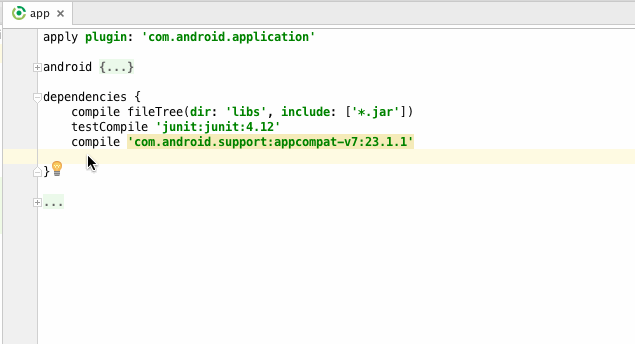 app
apply plugin: 'com.android.application'
android {...}
dependencies {
compile fileTree(dir: 'libs', include: ['*.jar'])
testCompile 'junit:junit:4.12'
compile 'com.android.support:appcompat-v7:23.1.1'
}
...